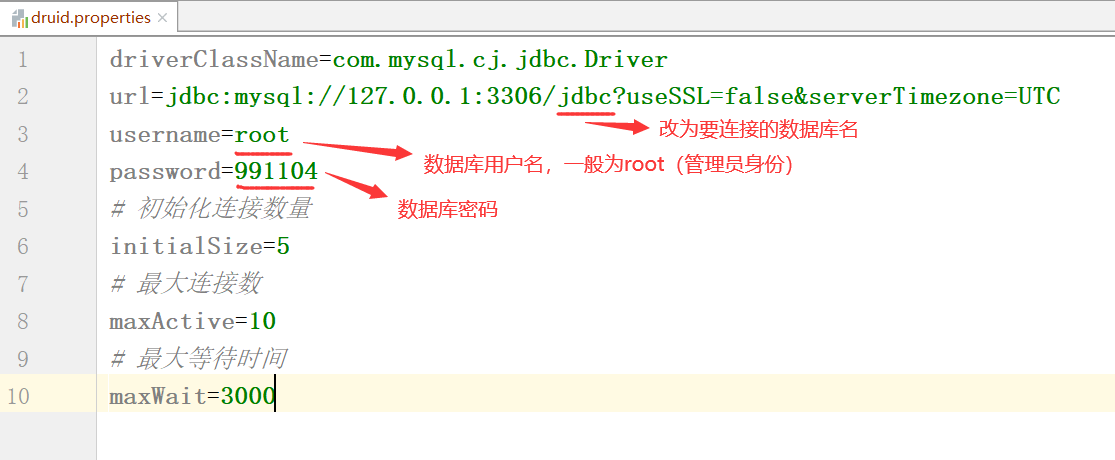 druid.properties
1 driverClassName=com.mysql.cj.jdbc.Driver
2 url=jdbc:mysql://127.0.0.1:3306/jdbc?useSSL=false&serverTimezone=UTC
改为要连接的数据库名
3 username=root
数据库用户名，一般为root（管理员身份）
4 password=991104
数据库密码
5 # 初始化连接数量
6 initialSize=5
7 # 最大连接数
8 maxActive=10
9 # 最大等待时间
10 maxWait=3000